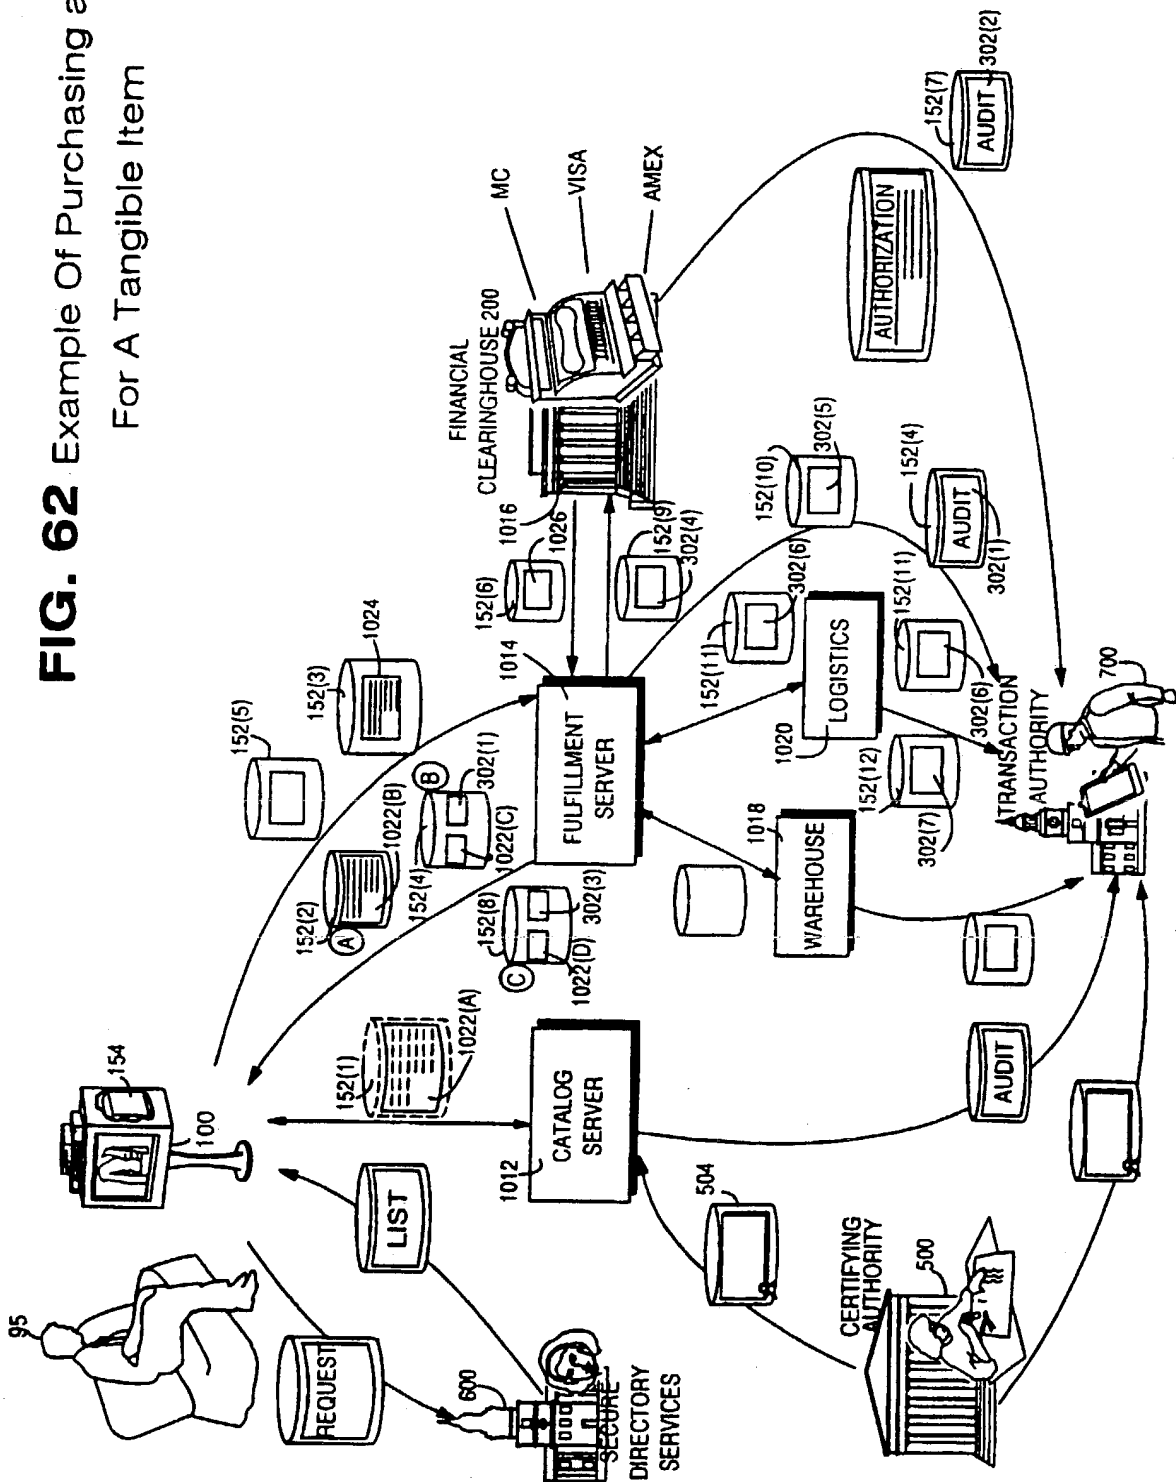 FIG. 62 Example Of Purchasing a
For A Tangible Item
95
154
100
REQUEST
LIST
600
SECURE
DIRECTORY
SERVICES
152(5)
152(3)
1024
152(2)
A
1022(B)
152(4)
B
302(1)
1022(C)
152(8)
C
302(3)
1022(D)
152(1)
1022(A)
1012
CATALOG
SERVER
1014
FULFILLMENT
SERVER
152(6)
1026
1016
FINANCIAL
CLEARINGHOUSE 200
MC
VISA
AMEX
152(9)
302(4)
152(10)
302(5)
152(11)
302(6)
1020
LOGISTICS
1018
WAREHOUSE
152(11)
302(6)
152(12)
302(7)
152(4)
AUDIT
302(1)
AUTHORIZATION
152(7)
AUDIT
302(2)
504
CERTIFYING
AUTHORITY
500
AUDIT
TRANSACTION
AUTHORITY
700